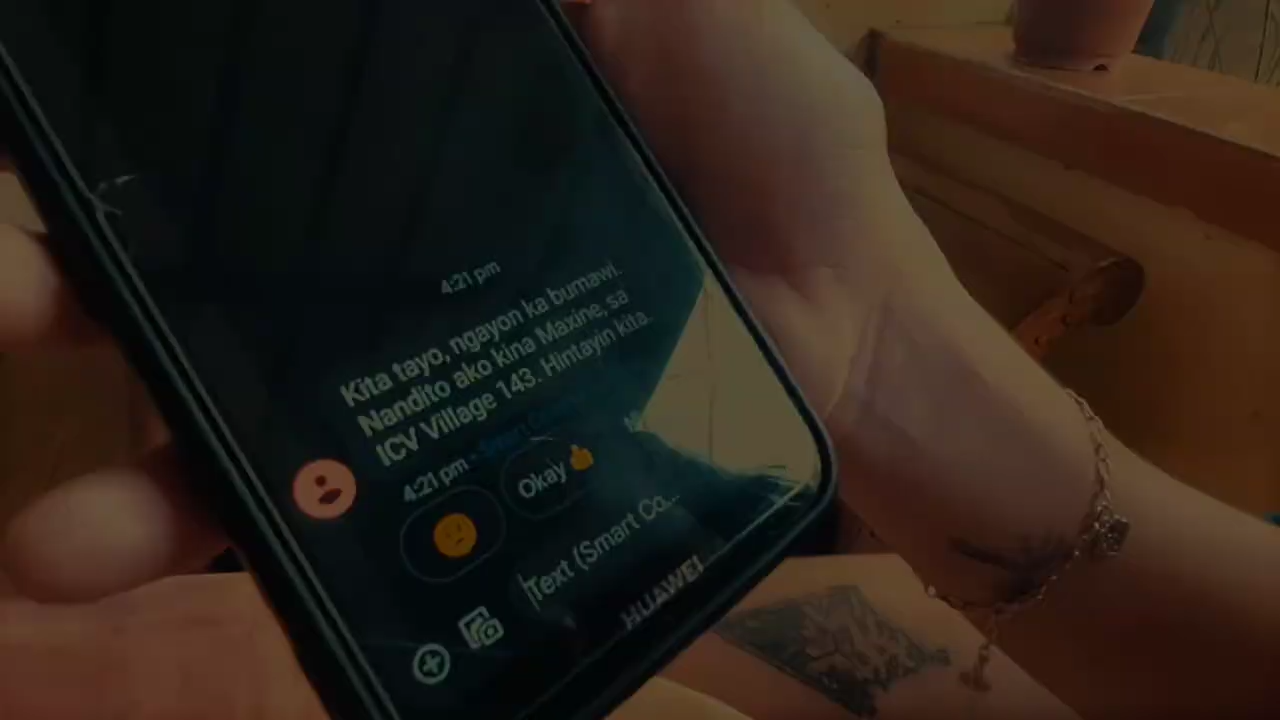 4:21 pm
Kita tayo, ngayon ka bumawi.
Nandito ako kina Maxine, sa
ICV Village 143. Hintayin kita.
4:21 pm •
Okay
Text (Smart Co...
HUAWEI